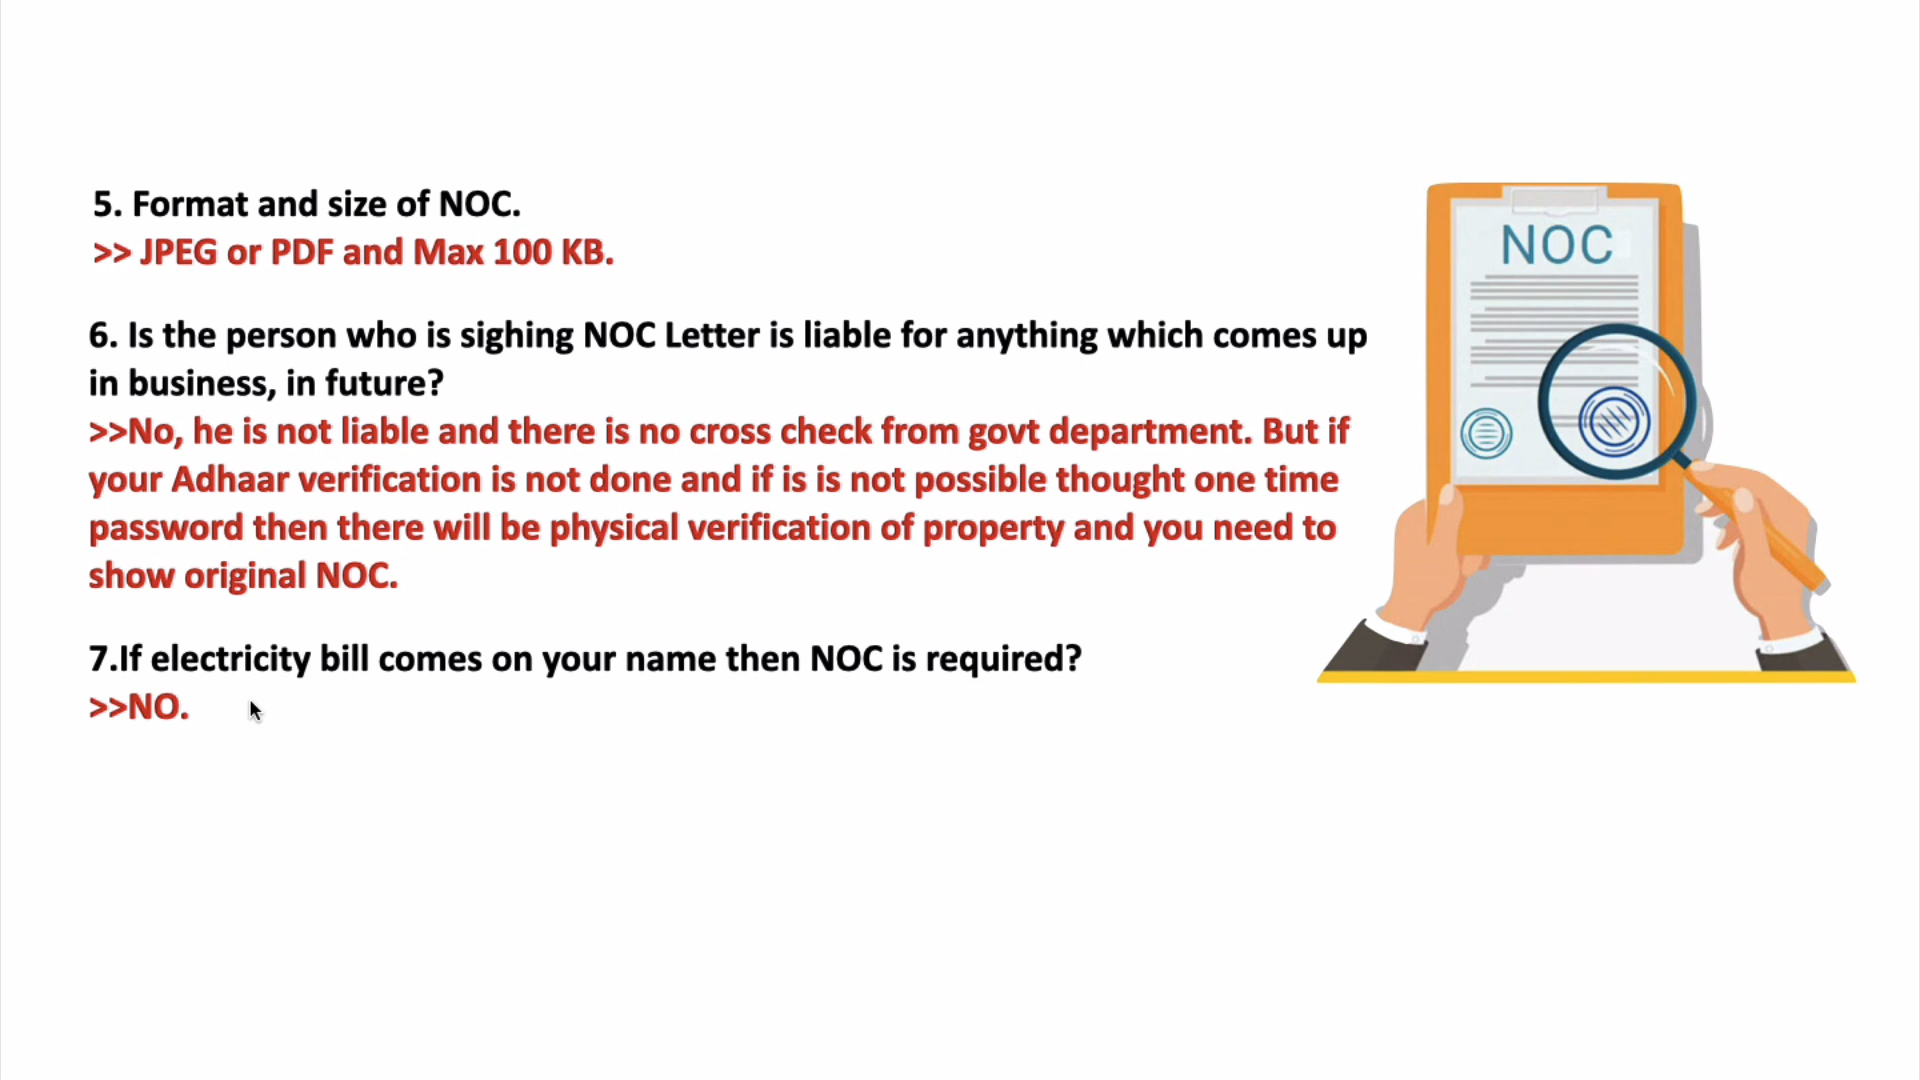 5. Format and size of NOC.
>> JPEG or PDF and Max 100 KB.
6. Is the person who is sighing NOC Letter is liable for anything which comes up
in business, in future?
>>No, he is not liable and there is no cross check from govt department. But if
your Adhaar verification is not done and if is is not possible thought one time
password then there will be physical verification of property and you need to
show original NOC.
7.If electricity bill comes on your name then NOC is required?
>>NO.
NOC